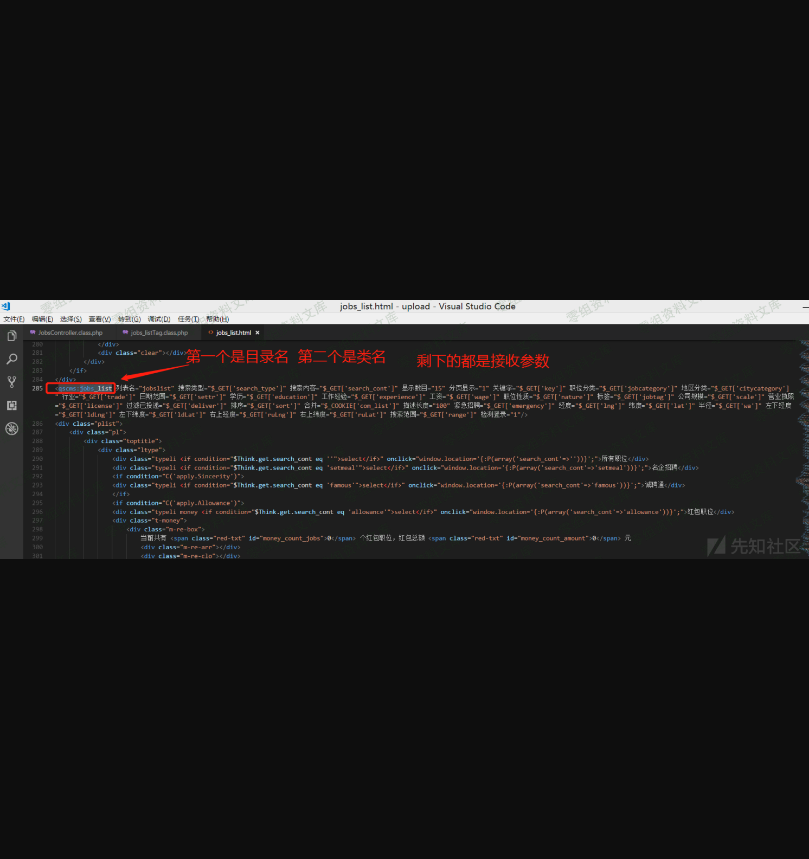 jobs_list.html - upload - Visual Studio Code
文件(F) 编辑(E) 选择(S) 查看(V) 转到(G) 调试(D) 任务(T) 帮助(H)
JobsController.class.php jobs_listTag.class.php jobs_list.html
第一个是目录名 第二个是类名 剩下的都是接收参数
280 </div>
281 <div class="clear"></div>
282 </div>
283 </if>
284 </div>
285 <qscms:jobs_list 列表名="jobslist" 搜索类型="$_GET['search_type']" 搜索内容="$_GET['search_cont']" 显示数目="15" 分页显示="1" 关键字="$_GET['key']" 职位分类="$_GET['jobcategory']" 地区分类="$_GET['citycategory']
" 行业="$_GET['trade']" 日期范围="$_GET['settr']" 学历="$_GET['education']" 工作经验="$_GET['experience']" 工资="$_GET['wage']" 职位性质="$_GET['nature']" 标签="$_GET['jobtag']" 公司规模="$_GET['scale']" 营业执照
="$_GET['license']" 过滤已投递="$_GET['deliver']" 排序="$_GET['sort']" 合并="$_COOKIE['com_list']" 描述长度="100" 紧急招聘="$_GET['emergency']" 经度="$_GET['lng']" 纬度="$_GET['lat']" 半径="$_GET['wa']" 左下经度
="$_GET['ldLng']" 左下纬度="$_GET['ldLat']" 右上经度="$_GET['ruLng']" 右上纬度="$_GET['ruLat']" 搜索范围="$_GET['range']" 检测登录="1"/>
286 <div class="plist">
287 <div class="pl">
288 <div class="toptitle">
289 <div class="ltype">
290 <div class="typeli <if condition="$Think.get.search_cont eq ''">select</if>" onclick="window.location='{:P(array('search_cont'=>''))}';">所有职位</div>
291 <div class="typeli <if condition="$Think.get.search_cont eq 'setmeal'">select</if>" onclick="window.location='{:P(array('search_cont'=>'setmeal'))}';">名企招聘</div>
292 <if condition="C('apply.Sincerity')">
293 <div class="typeli <if condition="$Think.get.search_cont eq 'famous'">select</if>" onclick="window.location='{:P(array('search_cont'=>'famous'))}';">诚聘通</div>
294 </if>
295 <if condition="C('apply.Allowance')">
296 <div class="typeli money <if condition="$Think.get.search_cont eq 'allowance'">select</if>" onclick="window.location='{:P(array('search_cont'=>'allowance'))}';">红包职位</div>
297 <div class="t-money">
298 <div class="m-re-box">
299 当前共有 <span class="red-txt" id="money_count_jobs">0</span> 个红包职位，红包总额 <span class="red-txt" id="money_count_amount">0</span> 元
300 <div class="m-re-arr"></div>
301 <div class="m-re-clo"></div>
先知社区